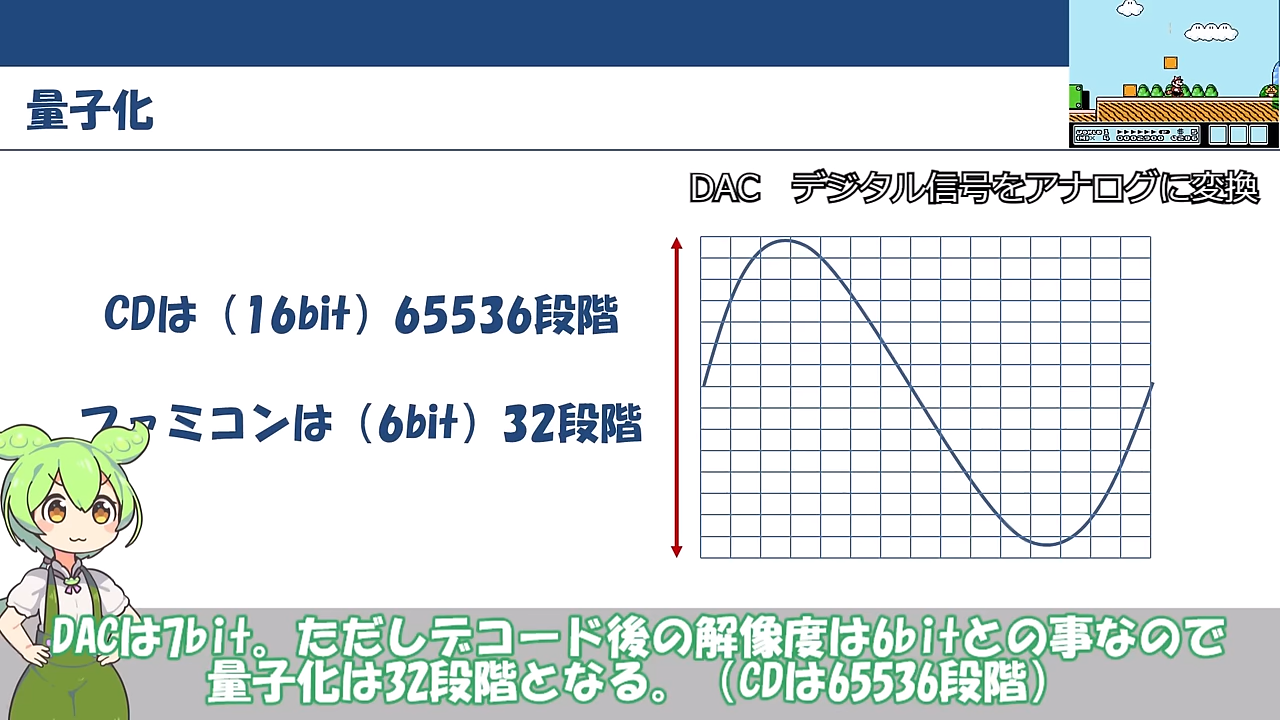 量子化
DAC　デジタル信号をアナログに変換
CDは（16bit）65536段階
ファミコンは（6bit）32段階
DACは7bit。ただしデコード後の解像度は6bitとの事なので
量子化は32段階となる。（CDは65536段階）